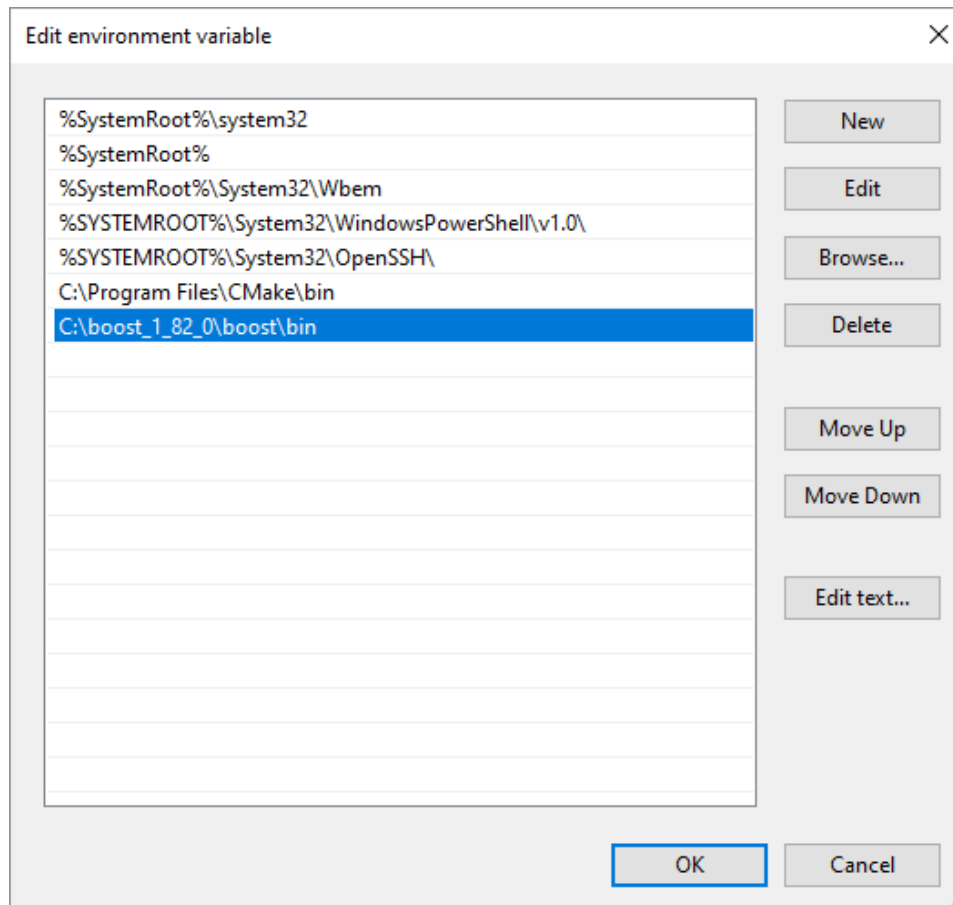 Edit environment variable
%SystemRoot%\system32
%SystemRoot%
%SystemRoot%\System32\Wbem
%SYSTEMROOT%\System32\WindowsPowerShell\v1.0\
%SYSTEMROOT%\System32\OpenSSH\
C:\Program Files\CMake\bin
C:\boost_1_82_0\boost\bin
New
Edit
Browse...
Delete
Move Up
Move Down
Edit text...
OK
Cancel